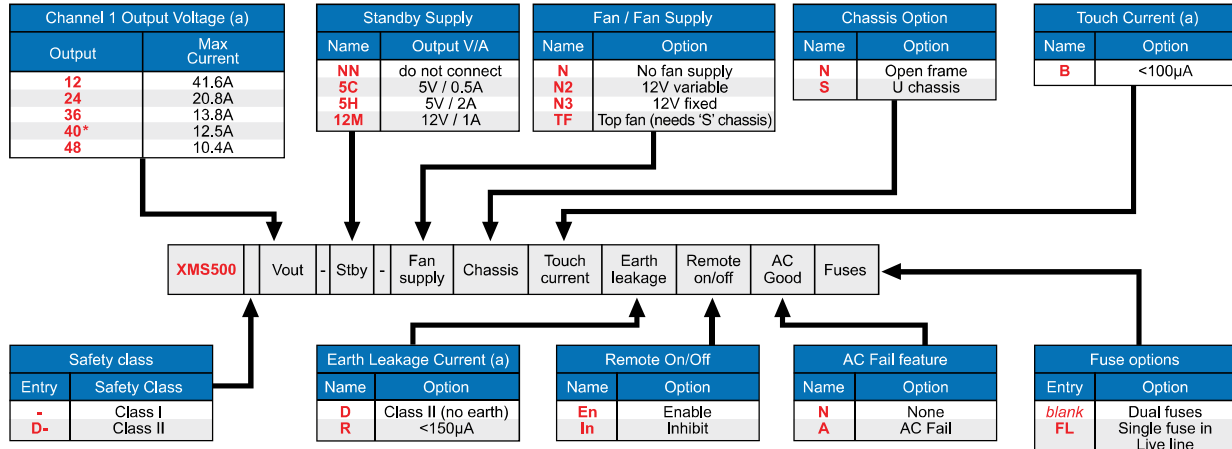 Channel 1 Output Voltage (a)
Output Max Current
12 41.6A
24 20.8A
36 13.8A
40* 12.5A
48 10.4A
Standby Supply
Name Output V/A
NN do not connect
5C 5V / 0.5A
5H 5V / 2A
12M 12V / 1A
Fan / Fan Supply
Name Option
N No fan supply
N2 12V variable
N3 12V fixed
TF Top fan (needs ‘S’ chassis)
Chassis Option
Name Option
N Open frame
S U chassis
Touch Current (a)
Name Option
B <100µA
XMS500 Vout - Stby - Fan supply Chassis Touch current Earth leakage Remote on/off AC Good Fuses
Safety class
Entry Safety Class
- Class I
D- Class II
Earth Leakage Current (a)
Name Option
D Class II (no earth)
R <150µA
Remote On/Off
Name Option
En Enable
In Inhibit
AC Fail feature
Name Option
N None
A AC Fail
Fuse options
Entry Option
blank Dual fuses
FL Single fuse in
Live line